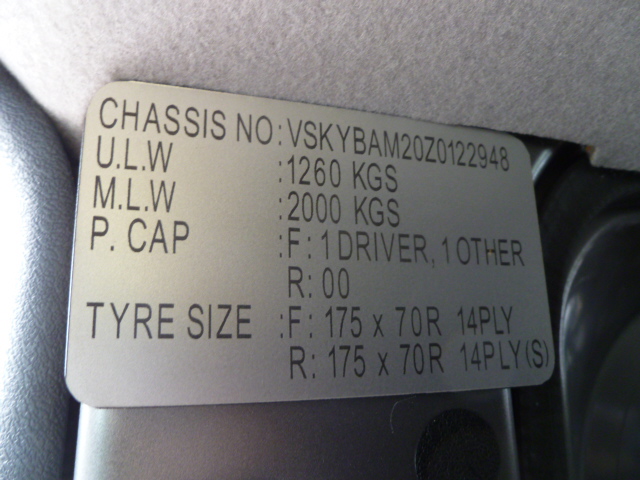 CHASSIS NO: VSKYBAM20Z0122948
U.L.W : 1260 KGS
M.L.W : 2000 KGS
P. CAP : F: 1 DRIVER, 1 OTHER
R: 00
TYRE SIZE : F: 175 x 70R 14PLY
R: 175 x 70R 14PLY (S)